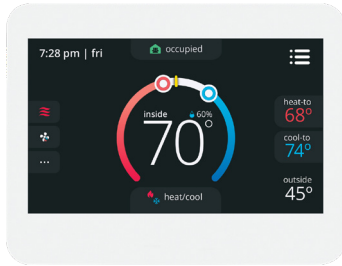 7:28 pm | fri
occupied
inside
60%
70°
heat-to
68°
cool-to
74°
outside
45°
heat/cool